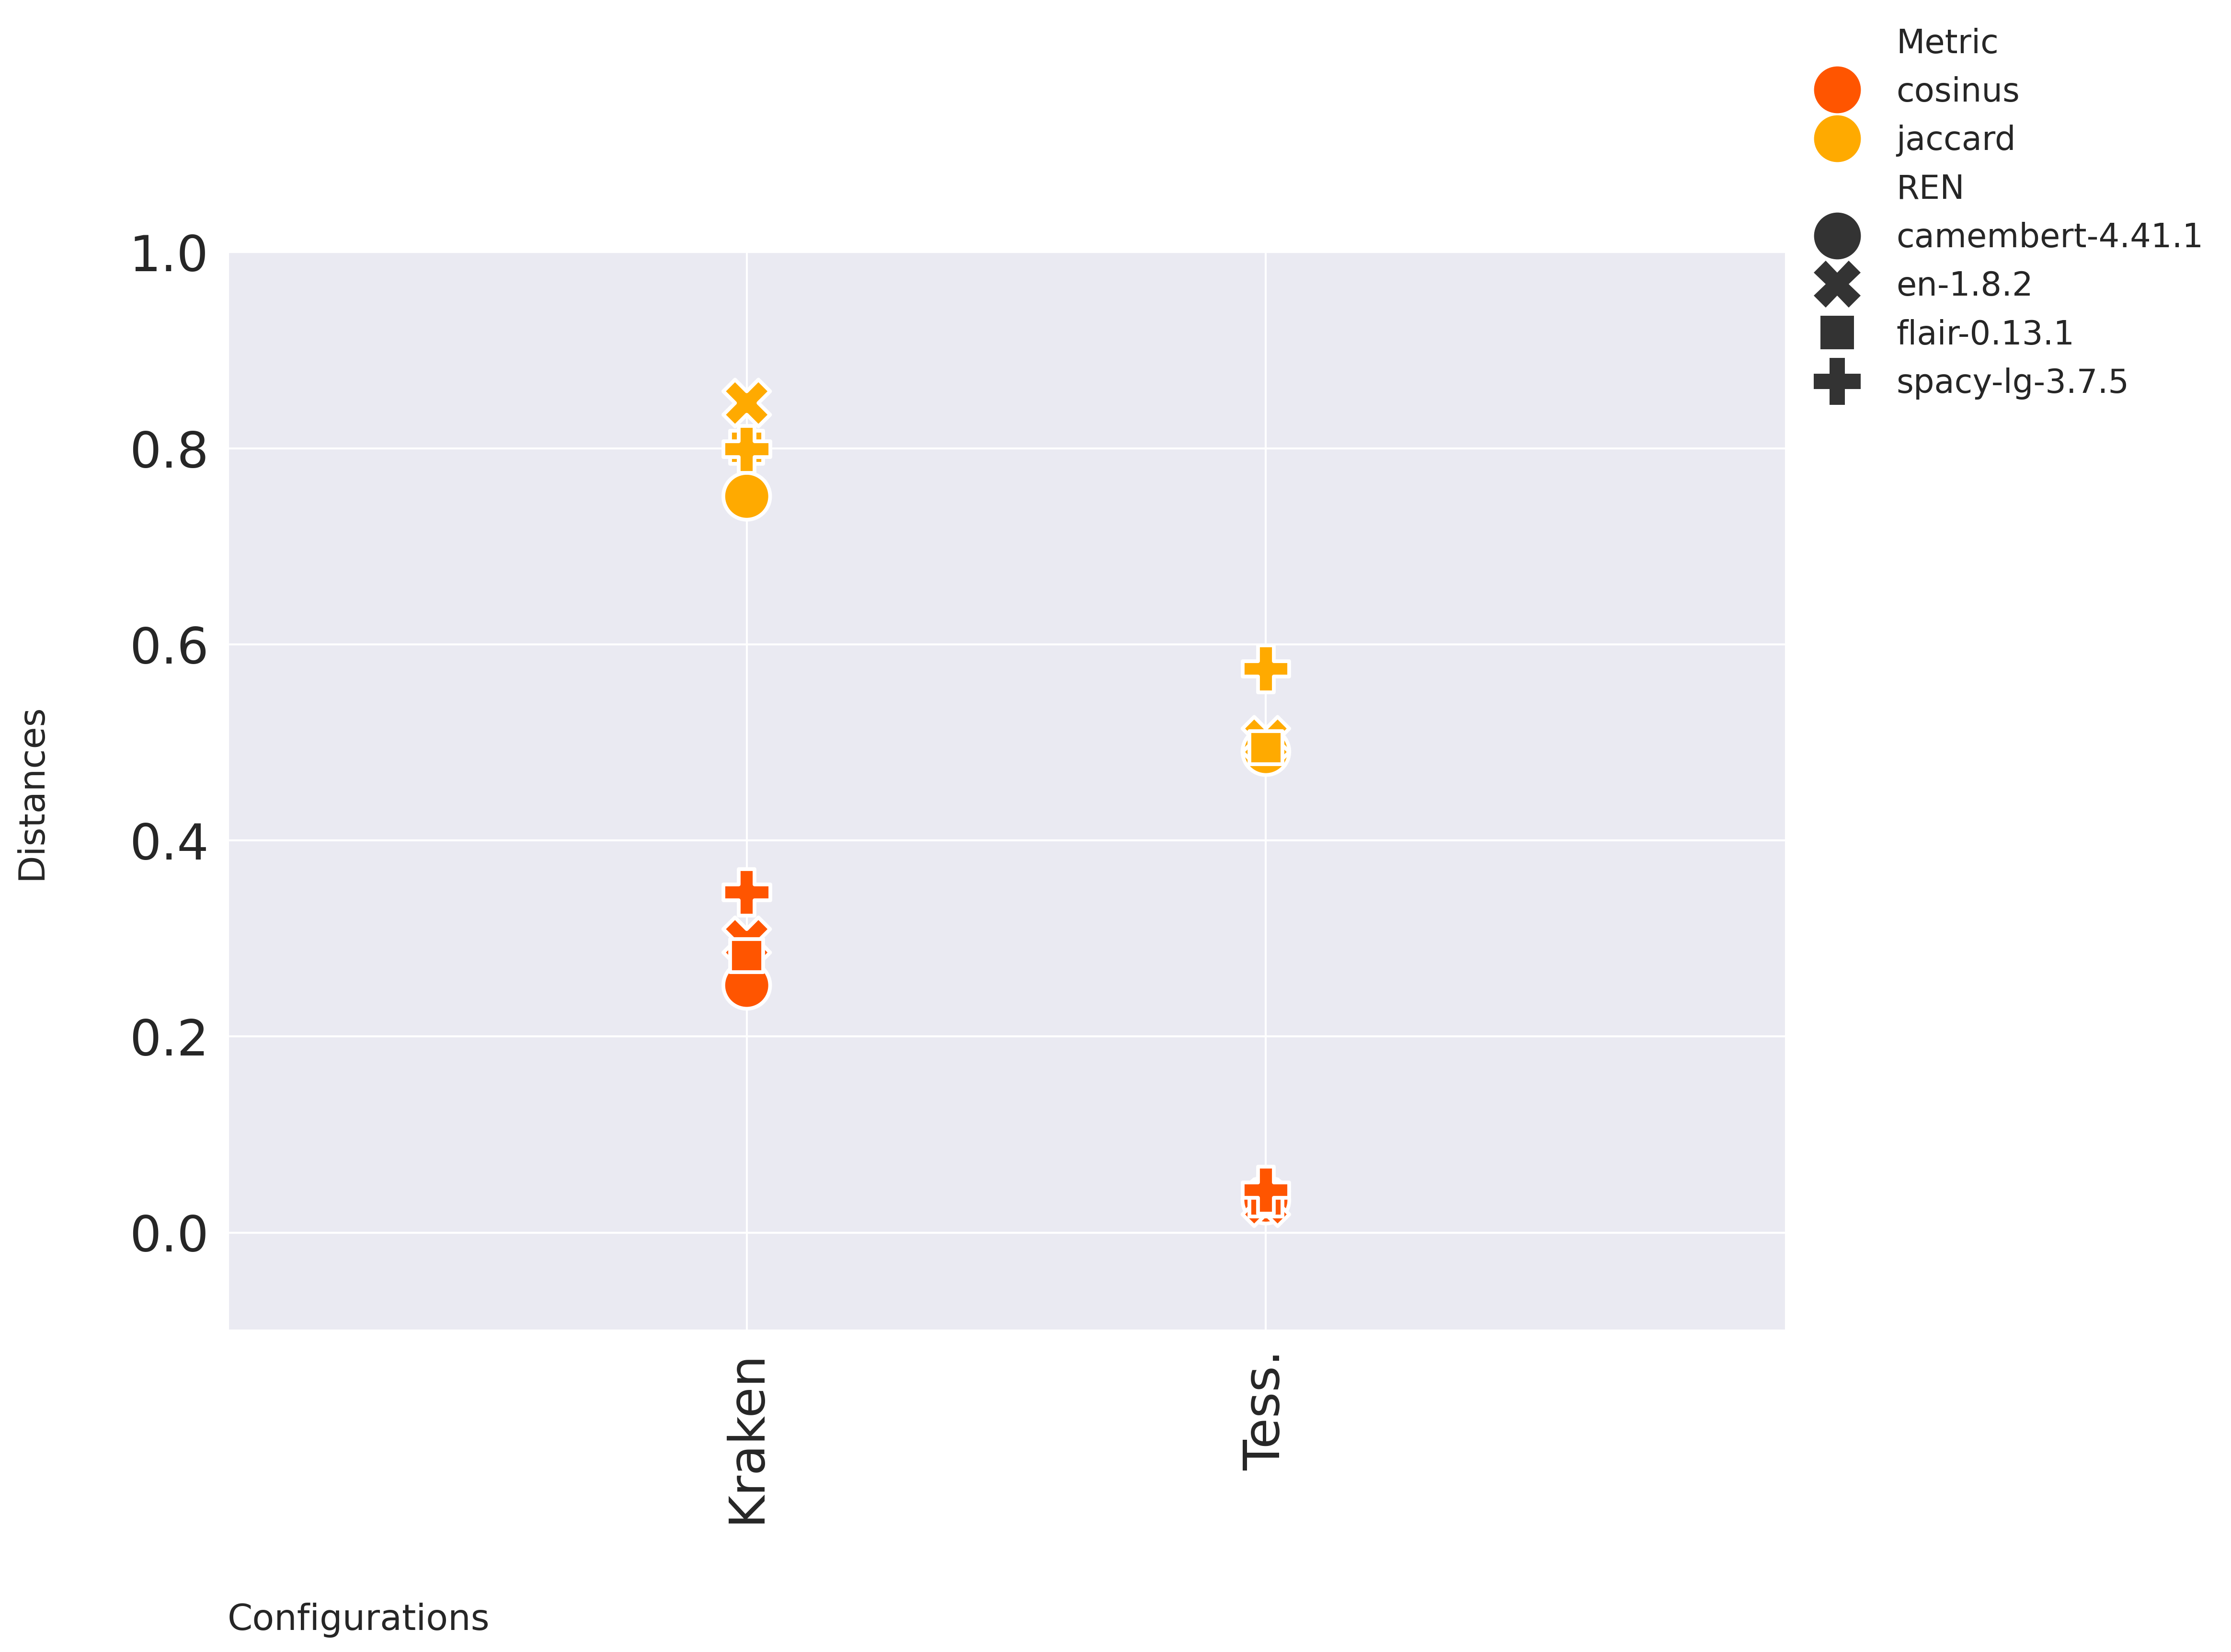 Metric
cosinus
jaccard
REN
camembert-4.41.1
en-1.8.2
flair-0.13.1
spacy-lg-3.7.5
1.0
0.8
0.6
0.4
0.2
0.0
Distances
Kraken
Tess.
Configurations